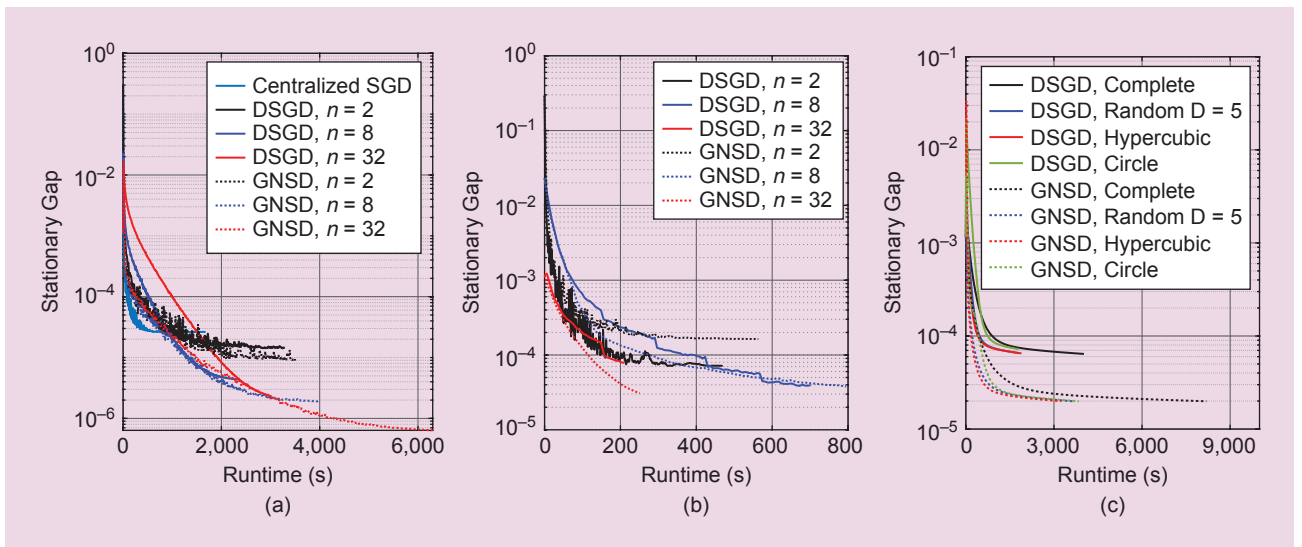 10⁰
10⁻²
10⁻⁴
10⁻⁶
Stationary Gap
Centralized SGD
DSGD, n = 2
DSGD, n = 8
DSGD, n = 32
GNSD, n = 2
GNSD, n = 8
GNSD, n = 32
0
2,000
4,000
6,000
Runtime (s)
(a)
10⁰
10⁻¹
10⁻²
10⁻³
10⁻⁴
10⁻⁵
Stationary Gap
DSGD, n = 2
DSGD, n = 8
DSGD, n = 32
GNSD, n = 2
GNSD, n = 8
GNSD, n = 32
0
200
400
600
800
Runtime (s)
(b)
10⁻¹
10⁻²
10⁻³
10⁻⁴
10⁻⁵
Stationary Gap
DSGD, Complete
DSGD, Random D = 5
DSGD, Hypercubic
DSGD, Circle
GNSD, Complete
GNSD, Random D = 5
GNSD, Hypercubic
GNSD, Circle
0
3,000
6,000
9,000
Runtime (s)
(c)